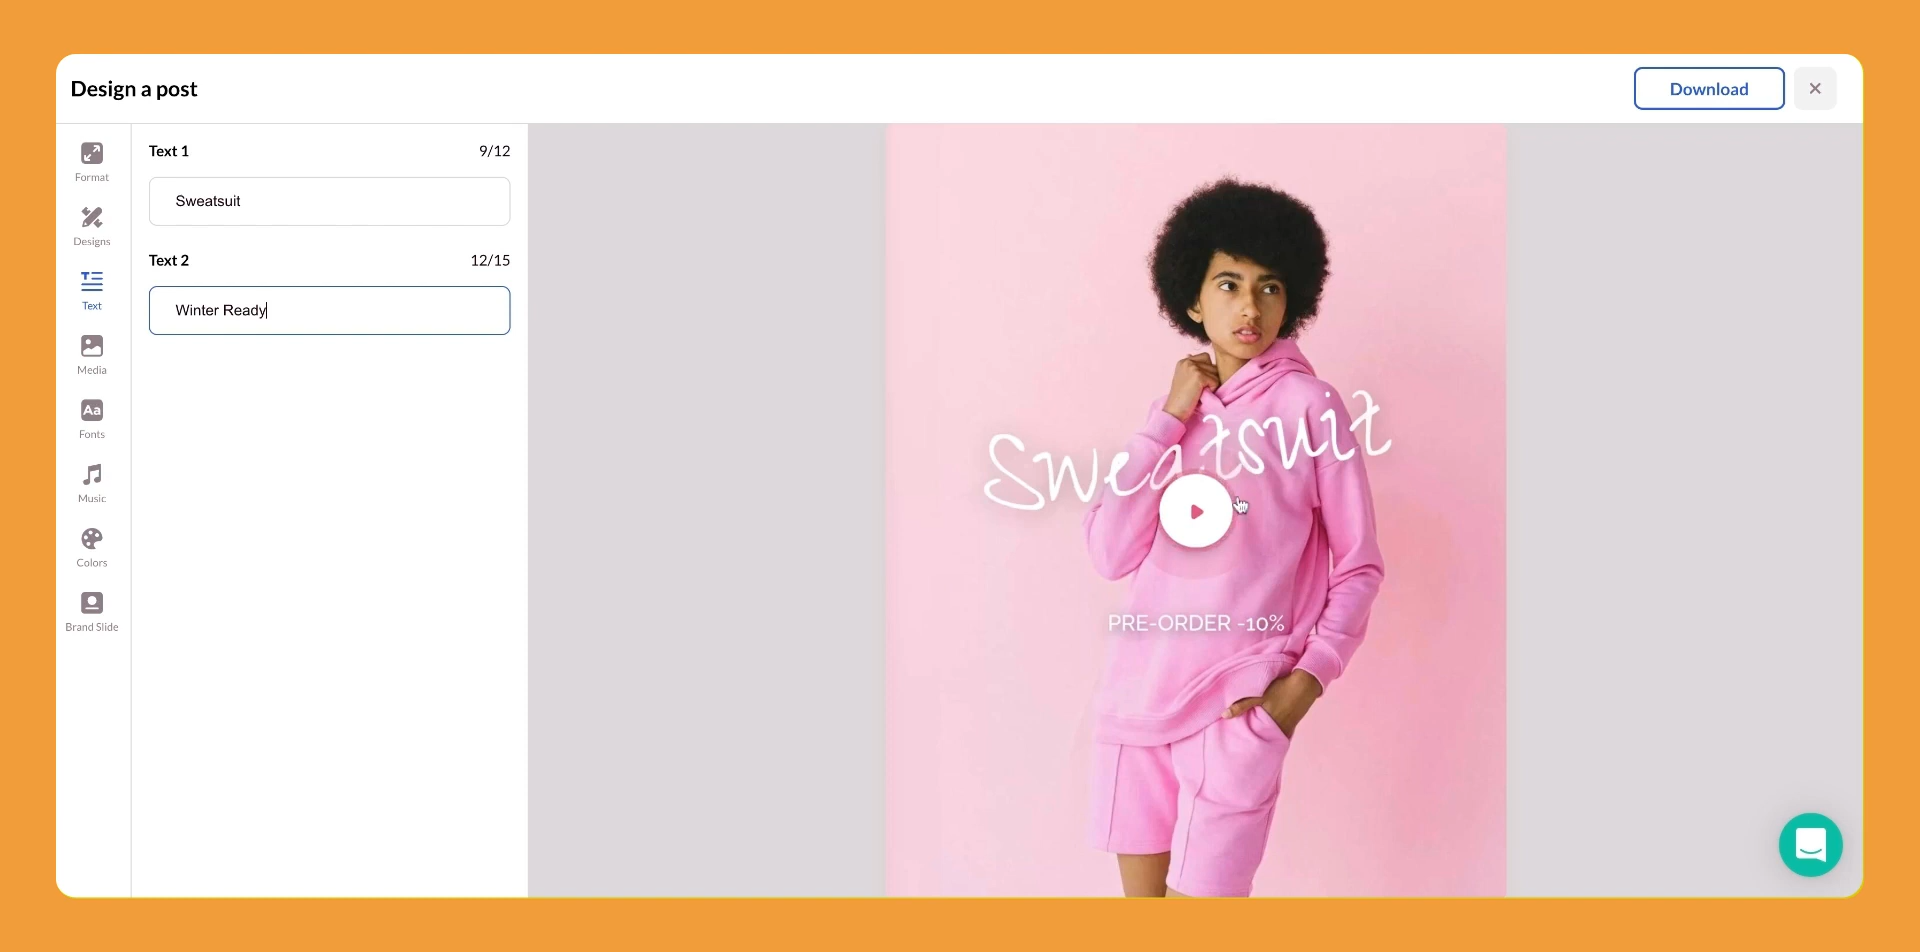 Design a post
Download
Format
Designs
Text
Media
Aa
Fonts
Music
Colors
Brand Slide
Text 1 9/12
Sweatsuit
Text 2 12/15
Winter Ready
Sweatsuit
PRE-ORDER -10%